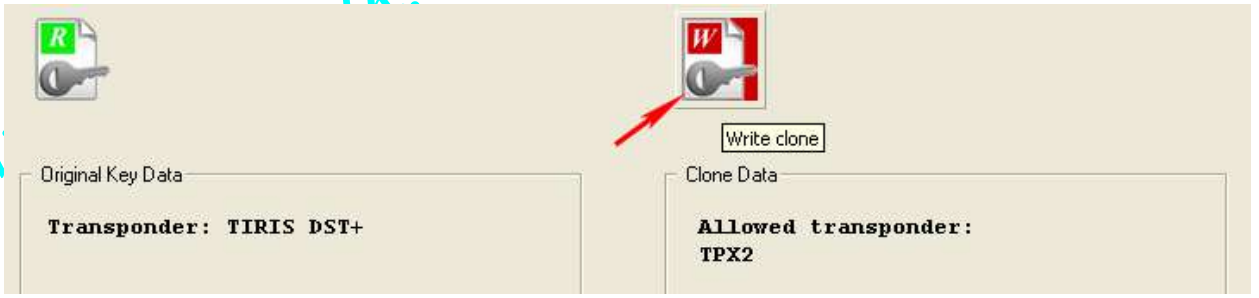 R
W
Write clone
Original Key Data
Clone Data
Transponder: TIRIS DST+
Allowed transponder:
TPX2